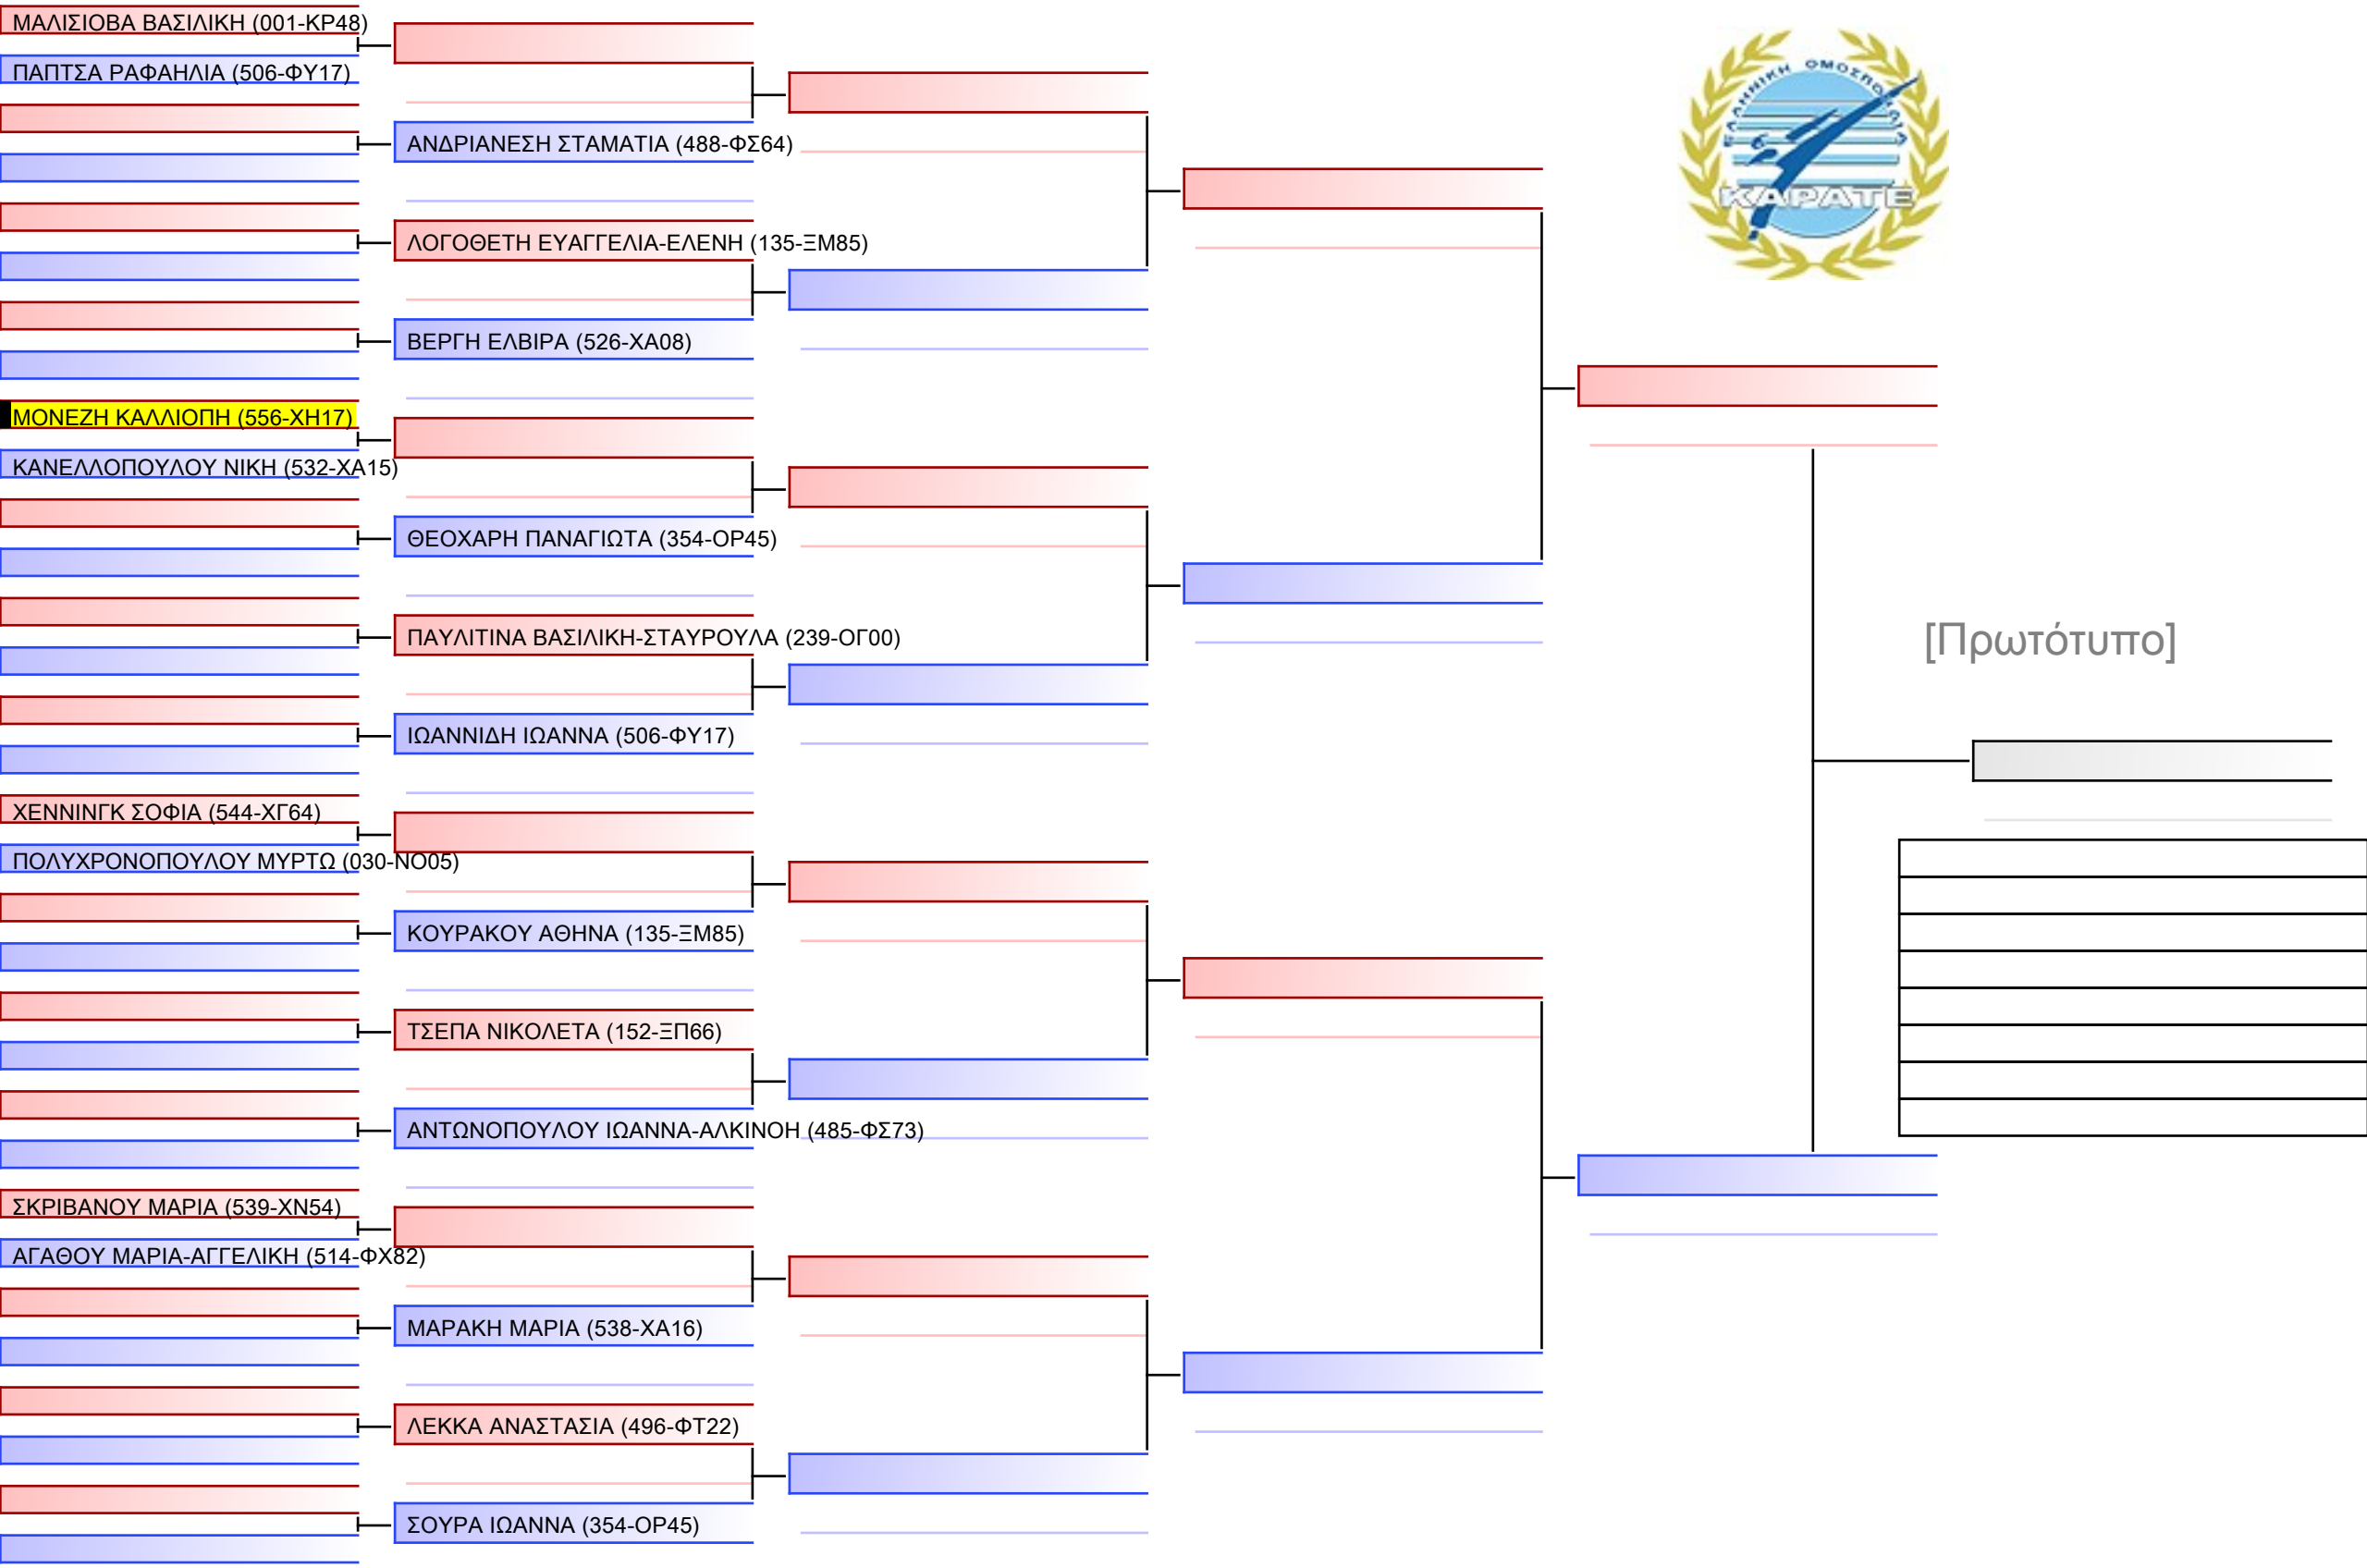 ΜΑΛΙΣΙΟΒΑ ΒΑΣΙΛΙΚΗ (001-ΚΡ48)
ΠΑΠΤΣΑ ΡΑΦΑΗΛΙΑ (506-ΦΥ17)
ΑΝΔΡΙΑΝΕΣΗ ΣΤΑΜΑΤΙΑ (488-ΦΣ64)
ΛΟΓΟΘΕΤΗ ΕΥΑΓΓΕΛΙΑ-ΕΛΕΝΗ (135-ΞΜ85)
ΒΕΡΓΗ ΕΛΒΙΡΑ (526-ΧΑ08)
ΜΟΝΕΖΗ ΚΑΛΛΙΟΠΗ (556-ΧΗ17)
ΚΑΝΕΛΛΟΠΟΥΛΟΥ ΝΙΚΗ (532-ΧΑ15)
ΘΕΟΧΑΡΗ ΠΑΝΑΓΙΩΤΑ (354-ΟΡ45)
ΠΑΥΛΙΤΙΝΑ ΒΑΣΙΛΙΚΗ-ΣΤΑΥΡΟΥΛΑ (239-ΟΓ00)
ΙΩΑΝΝΙΔΗ ΙΩΑΝΝΑ (506-ΦΥ17)
ΧΕΝΝΙΝΓΚ ΣΟΦΙΑ (544-ΧΓ64)
ΠΟΛΥΧΡΟΝΟΠΟΥΛΟΥ ΜΥΡΤΩ (030-ΝΟ05)
ΚΟΥΡΑΚΟΥ ΑΘΗΝΑ (135-ΞΜ85)
ΤΣΕΠΑ ΝΙΚΟΛΕΤΑ (152-ΞΠ66)
ΑΝΤΩΝΟΠΟΥΛΟΥ ΙΩΑΝΝΑ-ΑΛΚΙΝΟΗ (485-ΦΣ73)
ΣΚΡΙΒΑΝΟΥ ΜΑΡΙΑ (539-ΧΝ54)
ΑΓΑΘΟΥ ΜΑΡΙΑ-ΑΓΓΕΛΙΚΗ (514-ΦΧ82)
ΜΑΡΑΚΗ ΜΑΡΙΑ (538-ΧΑ16)
ΛΕΚΚΑ ΑΝΑΣΤΑΣΙΑ (496-ΦΤ22)
ΣΟΥΡΑ ΙΩΑΝΝΑ (354-ΟΡ45)
ΕΛΛΗΝΙΚΗ ΟΜΟΣΠΟΝΔΙΑ
ΚΑΡΑΤΕ
[Πρωτότυπο]